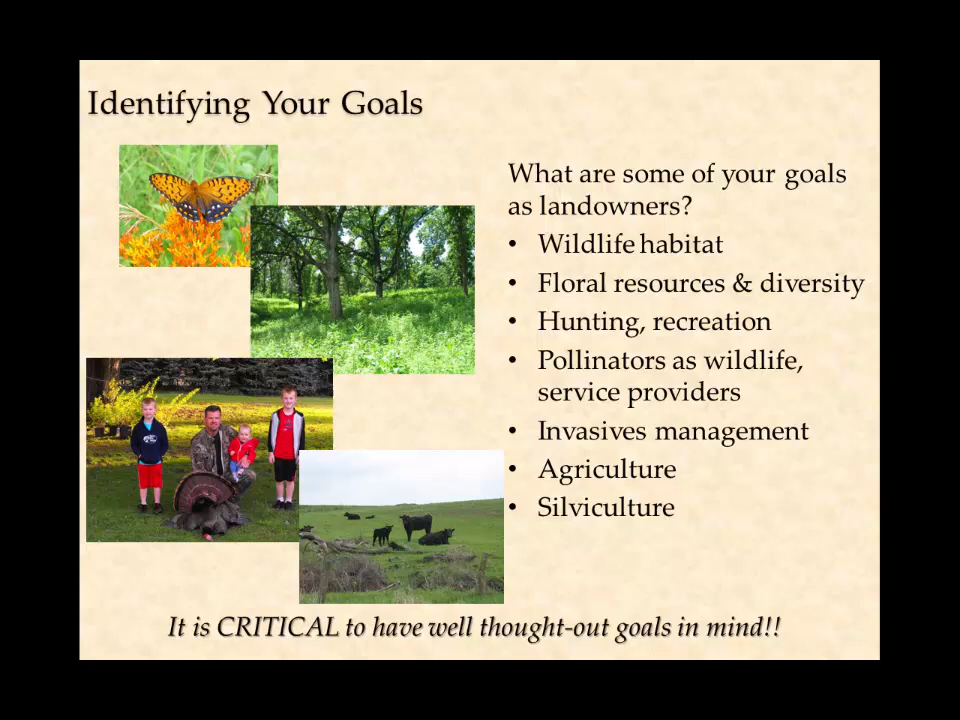 Identifying Your Goals
What are some of your goals
as landowners?
• Wildlife habitat
• Floral resources & diversity
• Hunting, recreation
• Pollinators as wildlife,
service providers
• Invasives management
• Agriculture
• Silviculture
It is CRITICAL to have well thought-out goals in mind!!